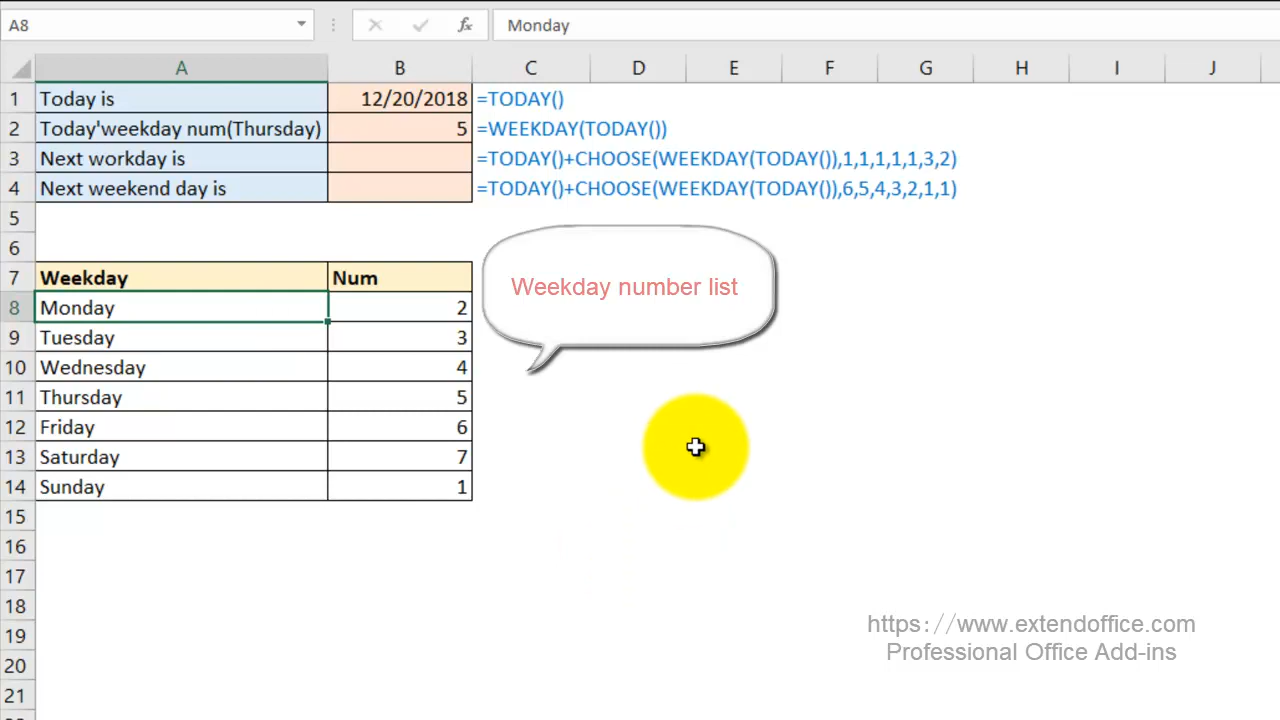 A8 fx Monday
A B C D E F G H I J
1 Today is 12/20/2018 =TODAY()
2 Today'weekday num(Thursday) 5 =WEEKDAY(TODAY())
3 Next workday is =TODAY()+CHOOSE(WEEKDAY(TODAY()),1,1,1,1,1,3,2)
4 Next weekend day is =TODAY()+CHOOSE(WEEKDAY(TODAY()),6,5,4,3,2,1,1)
5
6
7 Weekday Num
Weekday number list
8 Monday 2
9 Tuesday 3
10 Wednesday 4
11 Thursday 5
12 Friday 6
13 Saturday 7
14 Sunday 1
15
16
17
18
19
20
21
https://www.extendoffice.com
Professional Office Add-ins